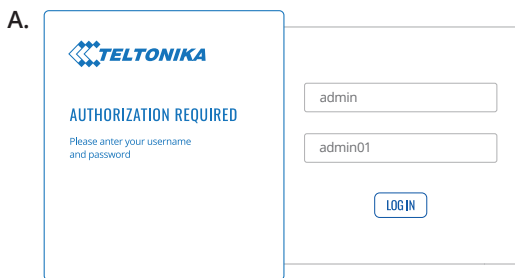 A.
TELTONIKA
AUTHORIZATION REQUIRED
Please anter your username
and password
admin
admin01
LOG IN